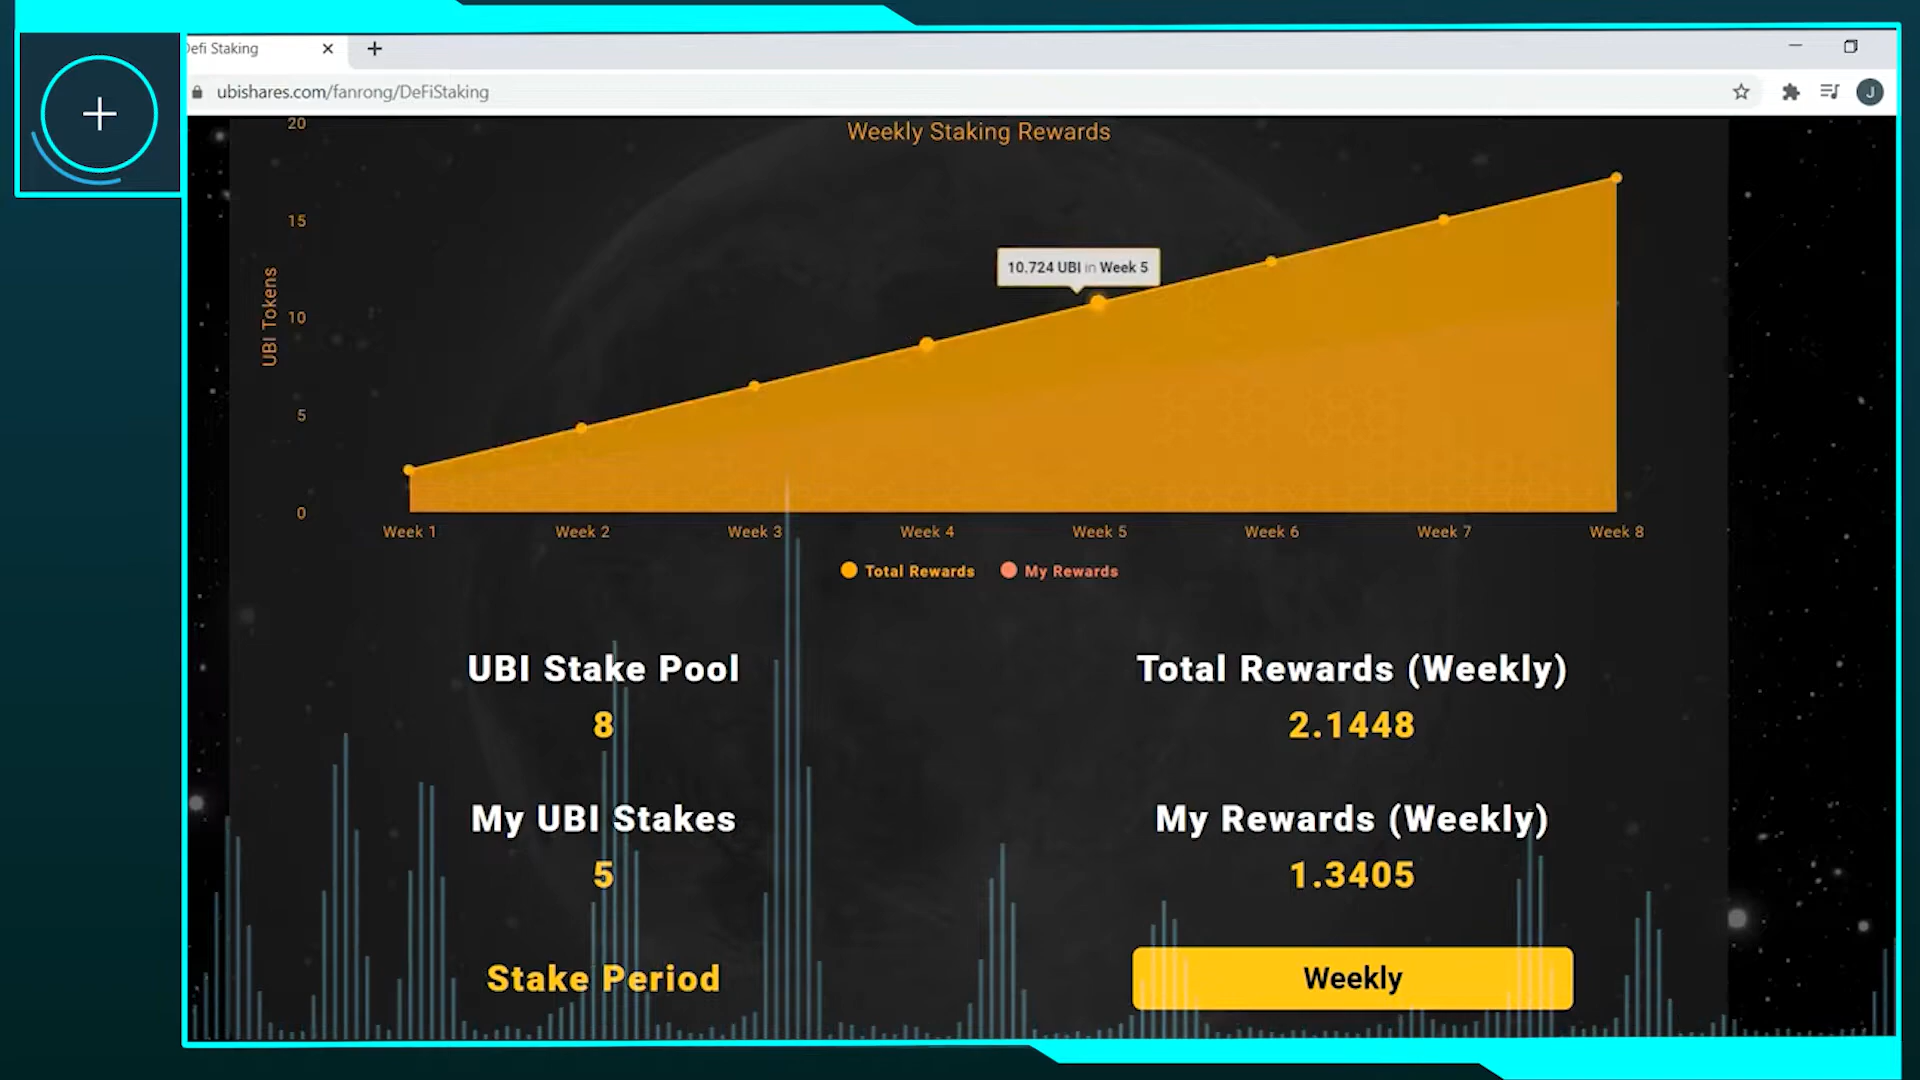 Defi Staking
ubishares.com/fanrong/DeFiStaking
J
Weekly Staking Rewards
20
15
10
5
0
UBI Tokens
10.724 UBI in Week 5
Week 1 Week 2 Week 3 Week 4 Week 5 Week 6 Week 7 Week 8
Total Rewards My Rewards
UBI Stake Pool
8
Total Rewards (Weekly)
2.1448
My UBI Stakes
5
My Rewards (Weekly)
1.3405
Stake Period
Weekly